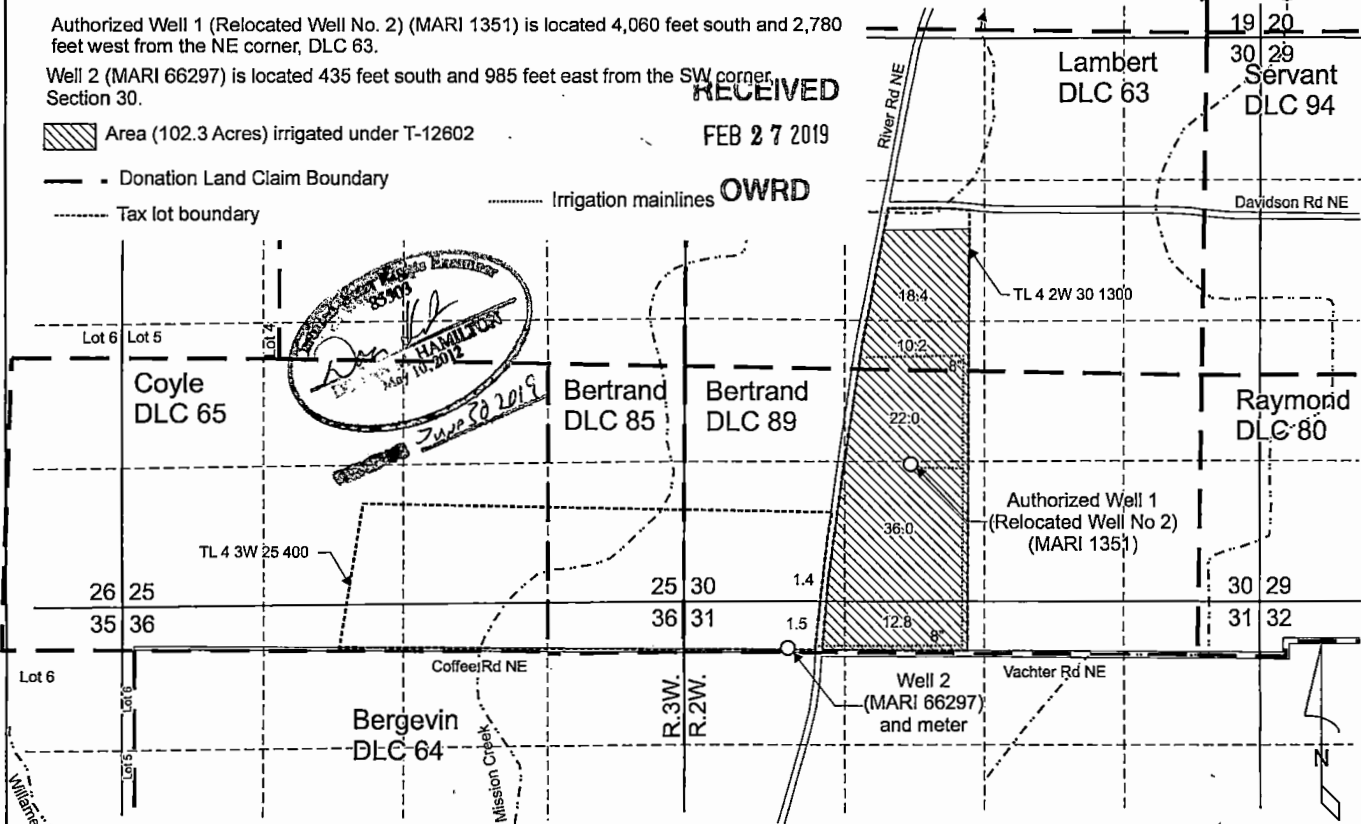 Authorized Well 1 (Relocated Well No. 2) (MARI 1351) is located 4,060 feet south and 2,780
feet west from the NE corner, DLC 63.
Well 2 (MARI 66297) is located 435 feet south and 985 feet east from the SW corner,
Section 30.
RECEIVED
FEB 27 2019
OWRD
Area (102.3 Acres) irrigated under T-12602
Donation Land Claim Boundary
Tax lot boundary
Irrigation mainlines
River Rd NE
Lambert
DLC 63
19 20
30 29
Servant
DLC 94
Davidson Rd NE
85503
HAMILTON
May 10, 2012
June 30 2019
18.4
TL 4 2W 30 1300
Lot 6
Lot 5
Lot 4
10.2
8"
Coyle
DLC 65
Bertrand
DLC 85
Bertrand
DLC 89
22.0
Raymond
DLC 80
Authorized Well 1
(Relocated Well No 2)
(MARI 1351)
36.0
TL 4 3W 25 400
1.4
26 25
35 36
25 30
36 31
30 29
31 32
1.5
12.8
8"
Coffee Rd NE
Vachter Rd NE
Lot 6
Lot 6
Lot 5
Well 2
(MARI 66297)
and meter
R.3W.
R.2W.
Bergevin
DLC 64
Mission Creek
N